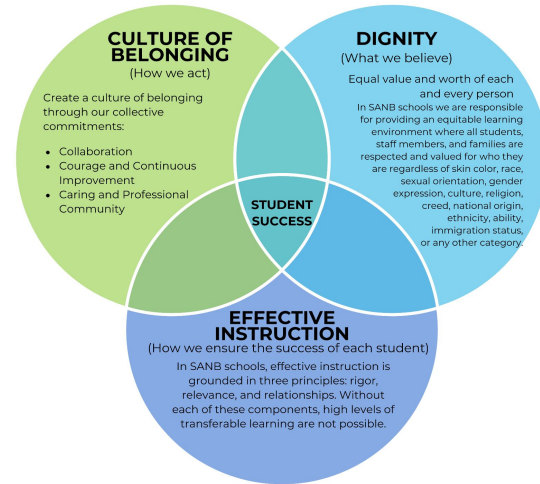 CULTURE OF
BELONGING
(How we act)
Create a culture of belonging
through our collective
commitments:
• Collaboration
• Courage and Continuous
Improvement
• Caring and Professional
Community
DIGNITY
(What we believe)
Equal value and worth of each
and every person
In SANB schools we are responsible
for providing an equitable learning
environment where all students,
staff members, and families are
respected and valued for who they
are regardless of skin color, race,
sexual orientation, gender
expression, culture, religion,
creed, national origin,
ethnicity, ability,
immigration status,
or any other category.
STUDENT
SUCCESS
EFFECTIVE
INSTRUCTION
(How we ensure the success of each student)
In SANB schools, effective instruction is
grounded in three principles: rigor,
relevance, and relationships. Without
each of these components, high levels of
transferable learning are not possible.